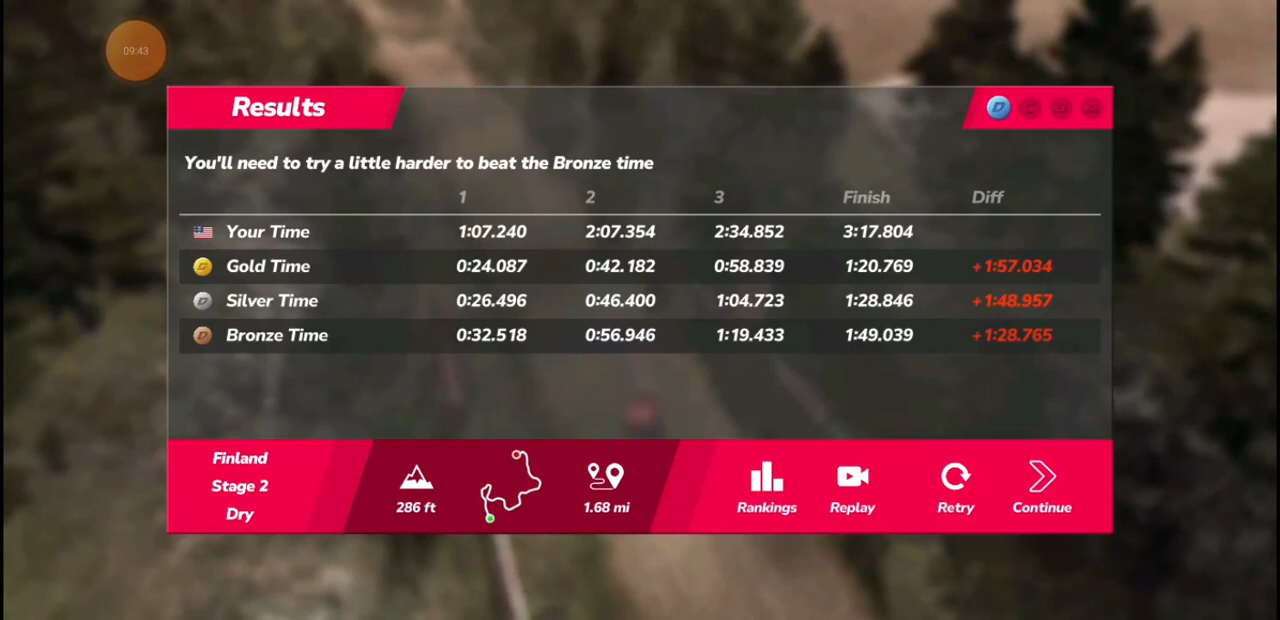 09:43
Results
You'll need to try a little harder to beat the Bronze time
1 2 3 Finish Diff
Your Time 1:07.240 2:07.354 2:34.852 3:17.804
Gold Time 0:24.087 0:42.182 0:58.839 1:20.769 +1:57.034
Silver Time 0:26.496 0:46.400 1:04.723 1:28.846 +1:48.957
Bronze Time 0:32.518 0:56.946 1:19.433 1:49.039 +1:28.765
Finland
Stage 2
Dry
286 ft
1.68 mi
Rankings
Replay
Retry
Continue